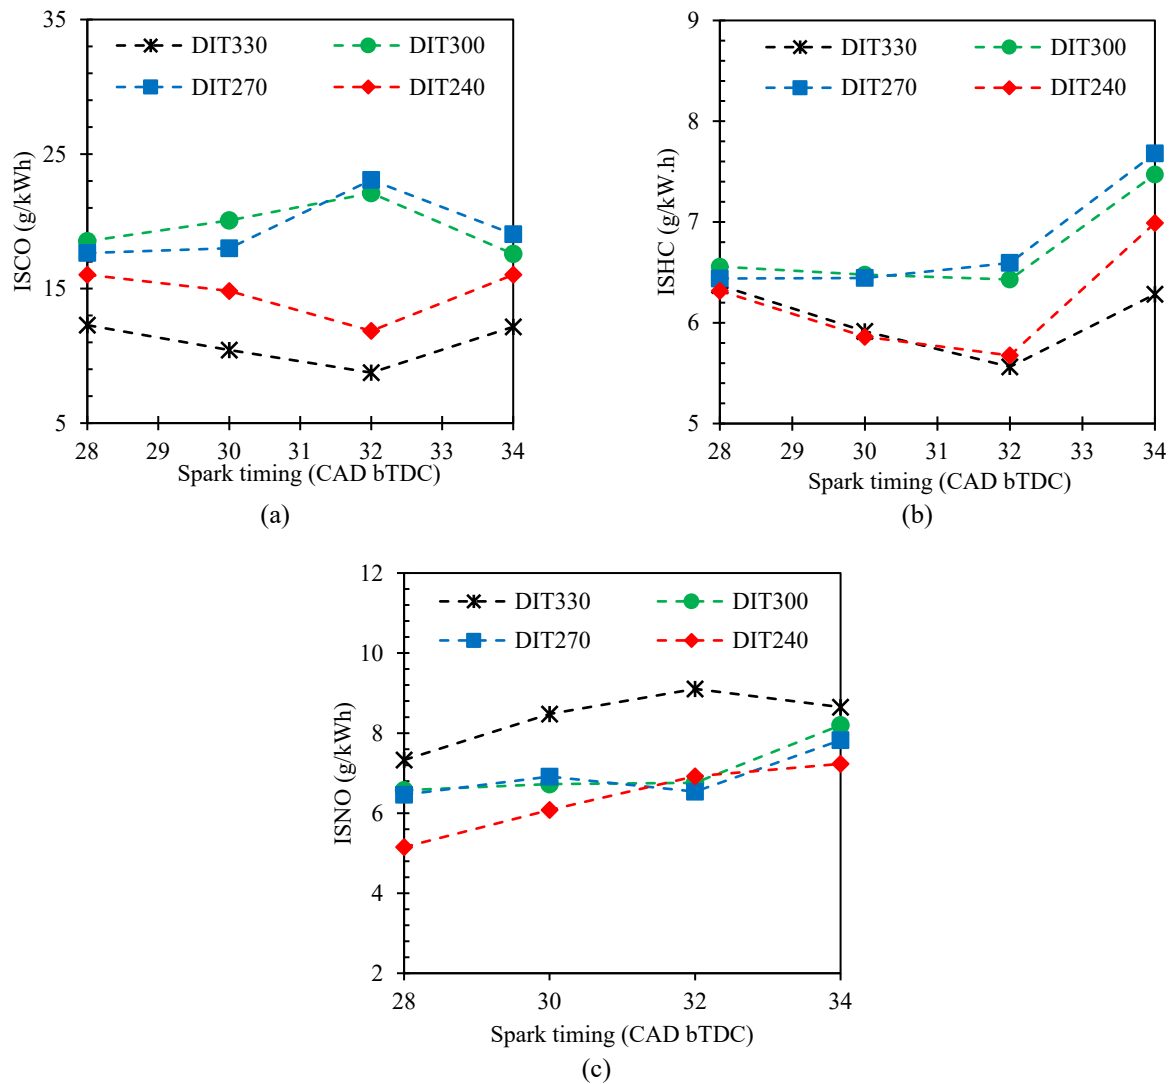 35
25
15
5
ISCO (g/kWh)
DIT330 DIT300
DIT270 DIT240
28 29 30 31 32 33 34
Spark timing (CAD bTDC)
(a)
9
8
7
6
5
ISHC (g/kW.h)
DIT330 DIT300
DIT270 DIT240
28 29 30 31 32 33 34
Spark timing (CAD bTDC)
(b)
12
10
8
6
4
2
ISNO (g/kWh)
DIT330 DIT300
DIT270 DIT240
28 30 32 34
Spark timing (CAD bTDC)
(c)